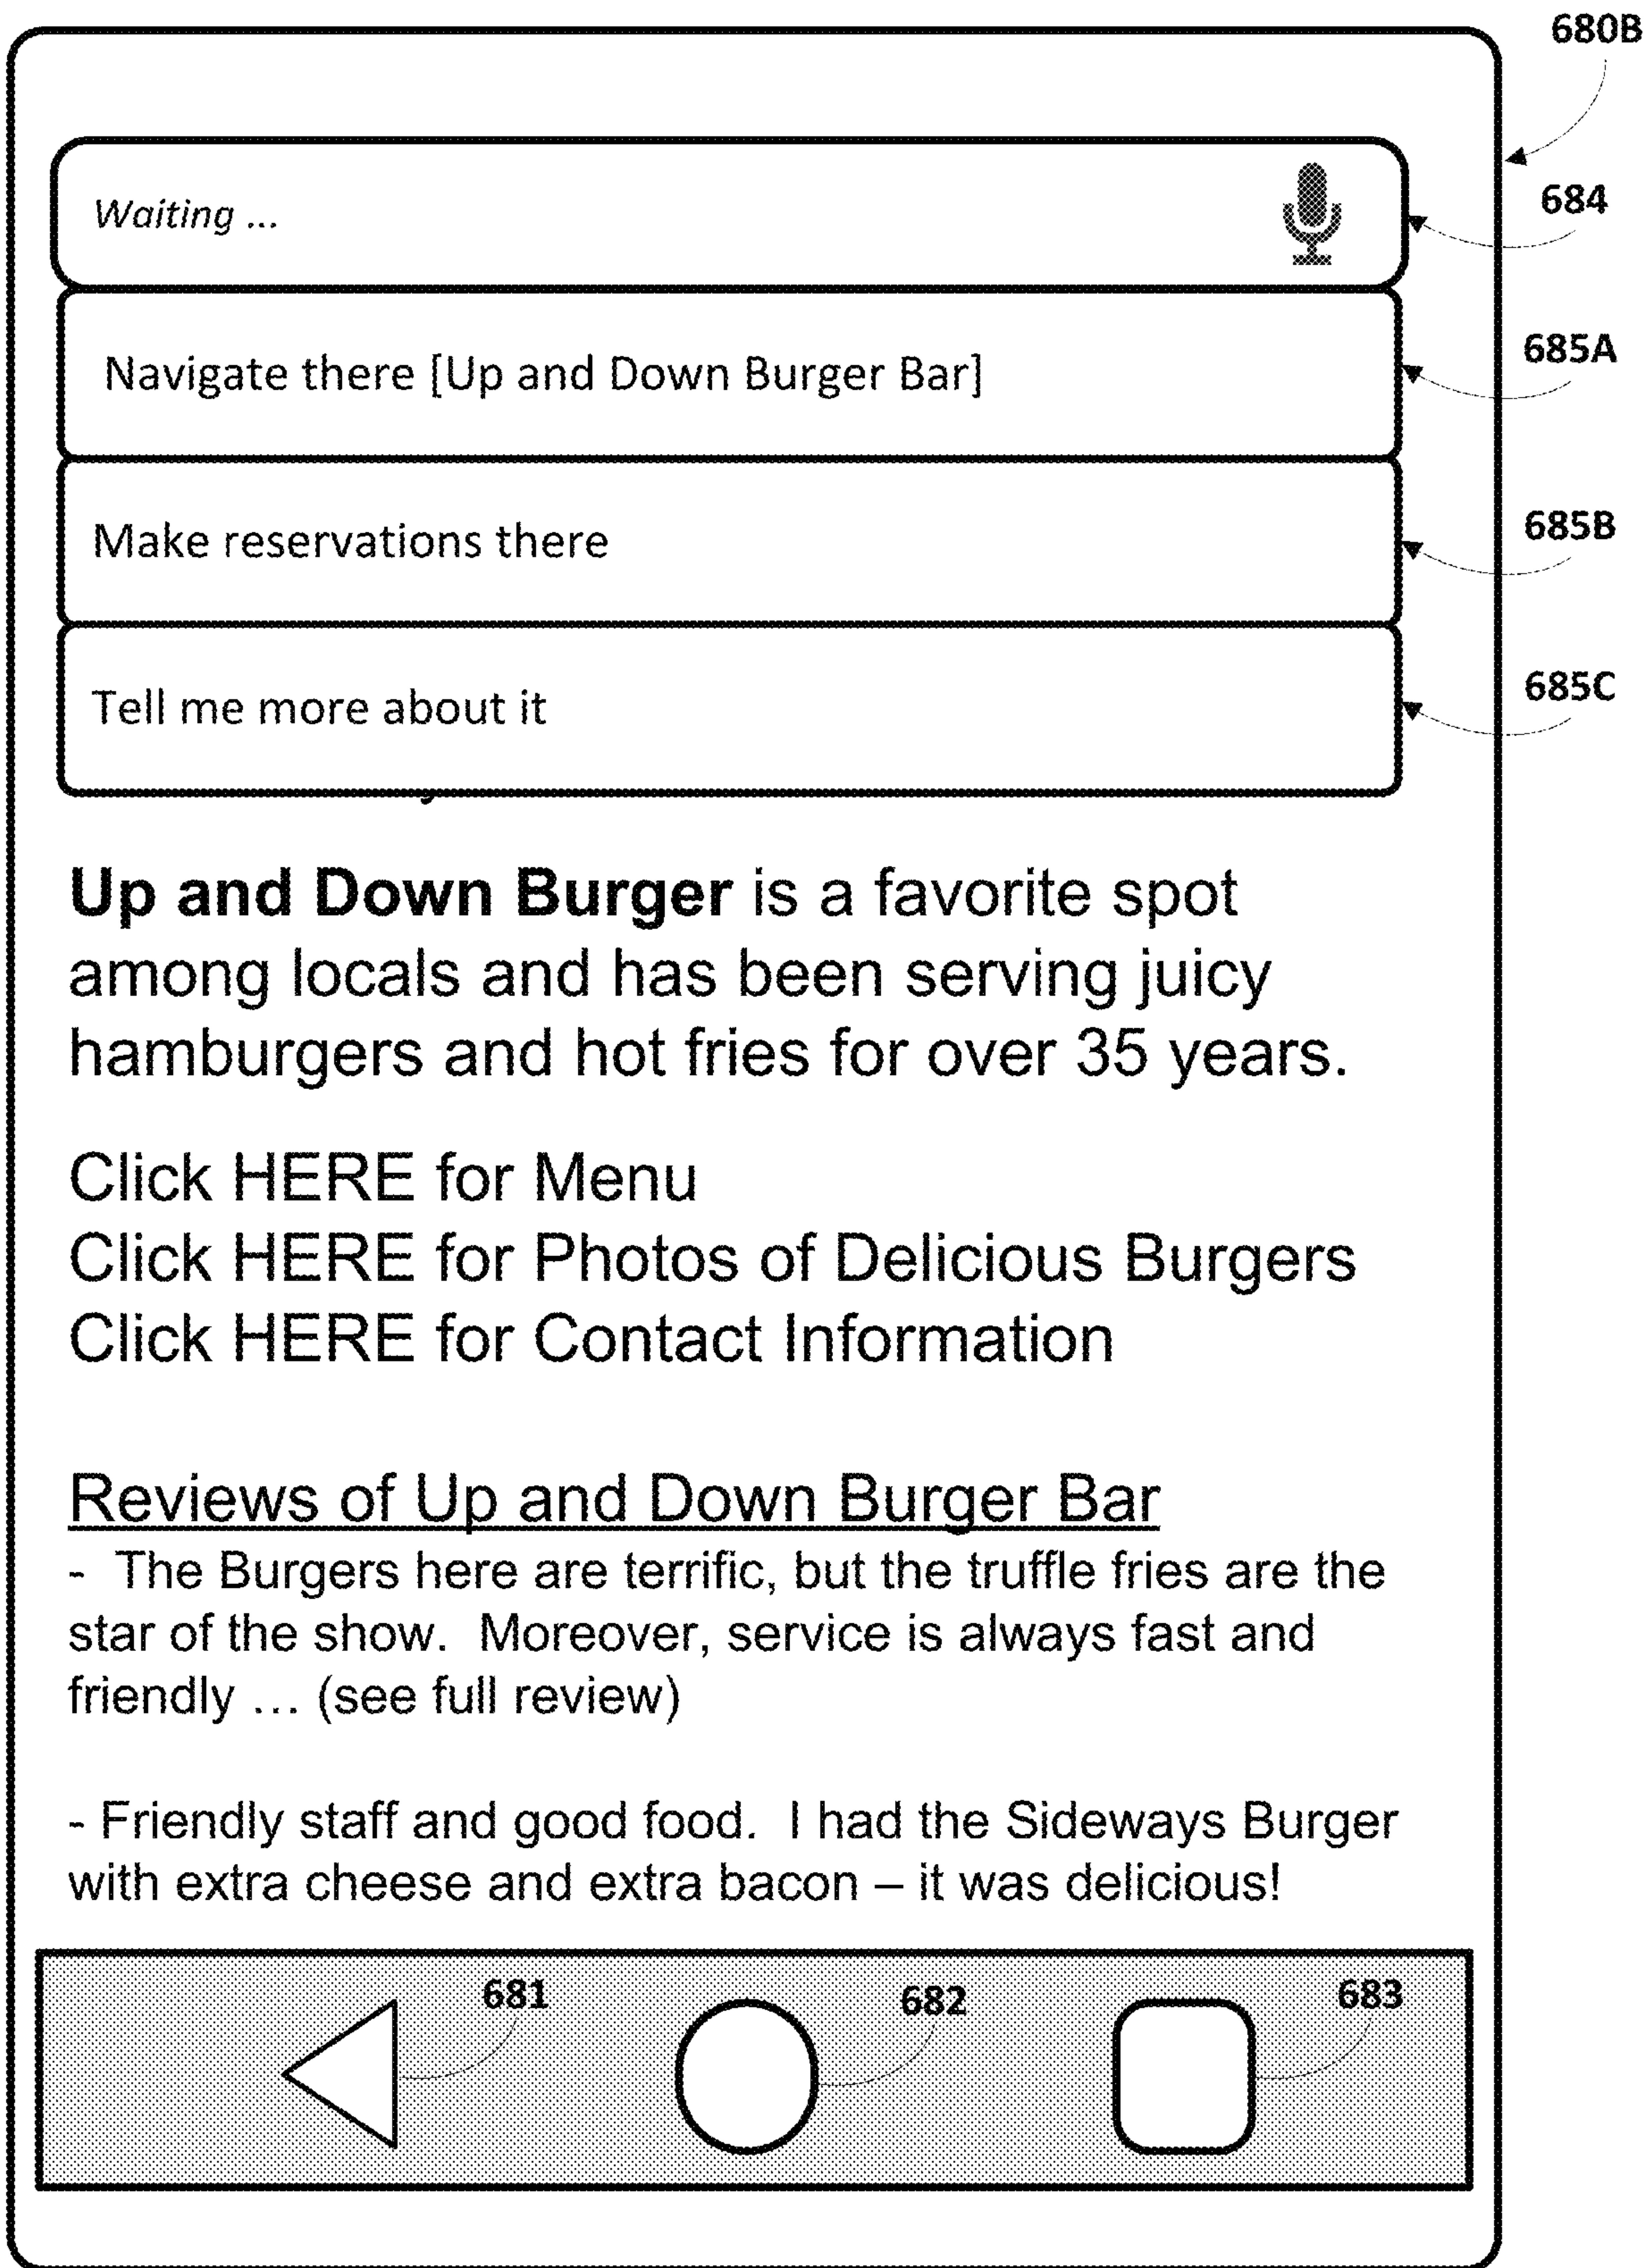 680B
Waiting ...
684
Navigate there [Up and Down Burger Bar]
685A
Make reservations there
685B
Tell me more about it
685C
Up and Down Burger is a favorite spot
among locals and has been serving juicy
hamburgers and hot fries for over 35 years.
Click HERE for Menu
Click HERE for Photos of Delicious Burgers
Click HERE for Contact Information
Reviews of Up and Down Burger Bar
- The Burgers here are terrific, but the truffle fries are the
star of the show. Moreover, service is always fast and
friendly ... (see full review)
- Friendly staff and good food. I had the Sideways Burger
with extra cheese and extra bacon – it was delicious!
681
682
683